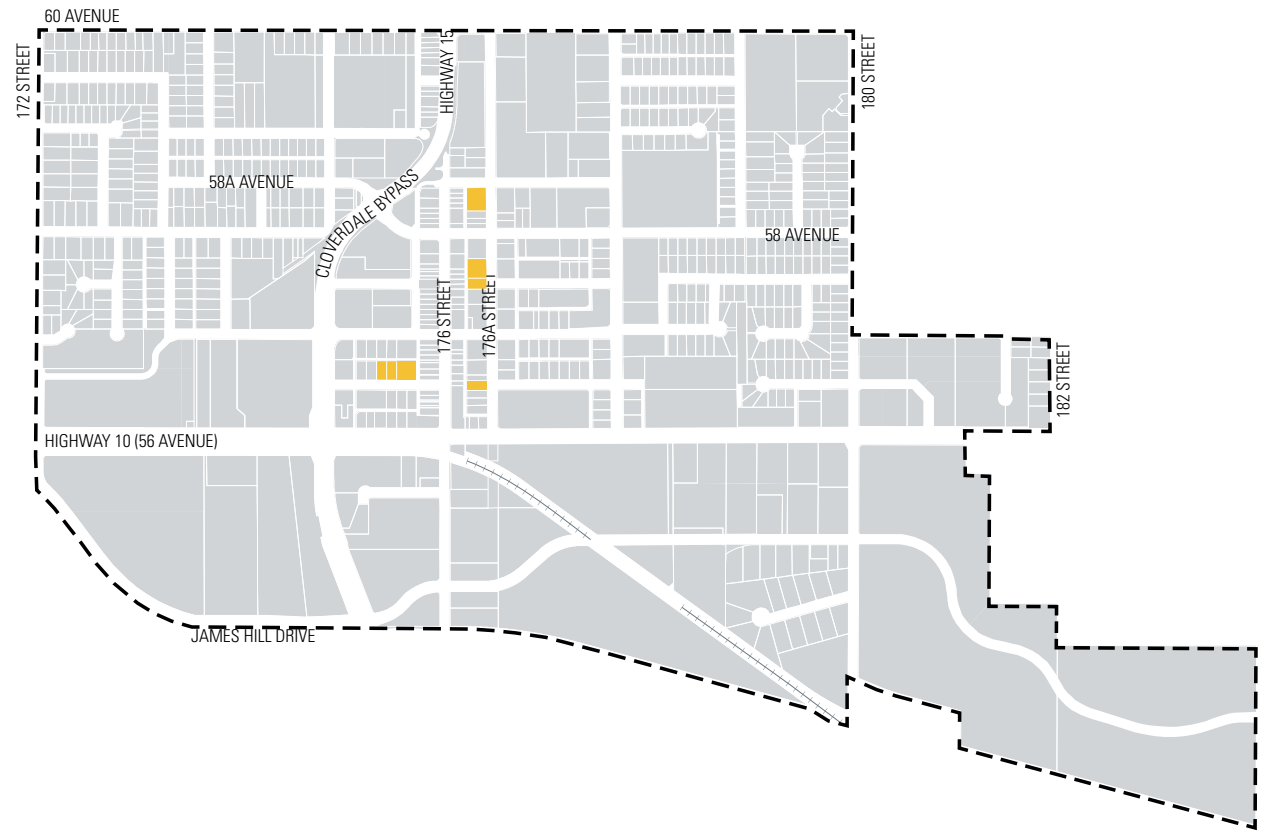 60 AVENUE
172 STREET
HIGHWAY 15
180 STREET
58A AVENUE
CLOVERDALE BYPASS
58 AVENUE
176 STREET
176A STREET
182 STREET
HIGHWAY 10 (56 AVENUE)
JAMES HILL DRIVE